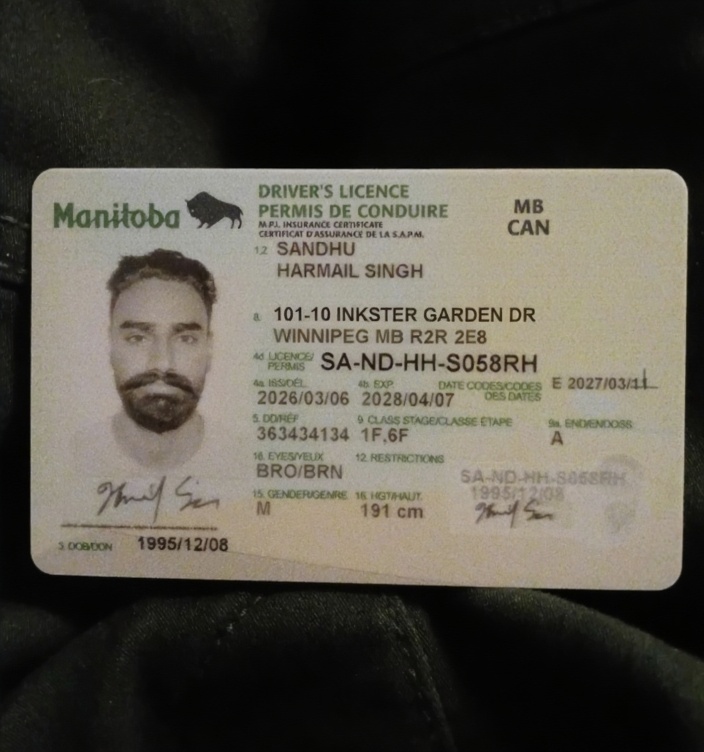 Manitoba
DRIVER'S LICENCE
PERMIS DE CONDUIRE
M.P.I. INSURANCE CERTIFICATE
CERTIFICAT D'ASSURANCE DE LA S.A.P.M.
MB
CAN
1,2 SANDHU
HARMAIL SINGH
8. 101-10 INKSTER GARDEN DR
WINNIPEG MB R2R 2E8
4d. LICENCE/PERMIS SA-ND-HH-S058RH
4a. ISS/DÉL. 4b. EXP. DATE CODES/CODES DES DATES E 2027/03/11
2026/03/06 2028/04/07
5. DD/RÉF 9. CLASS STAGE/CLASSE ÉTAPE 9a. END/ENDOSS.
363434134 1F,6F A
16. EYES/YEUX 12. RESTRICTIONS
BRO/BRN
SA-ND-HH-S058RH
1995/12/08
15. GENDER/GENRE 16. HGT/HAUT.
M 191 cm
3. DOB/DDN 1995/12/08